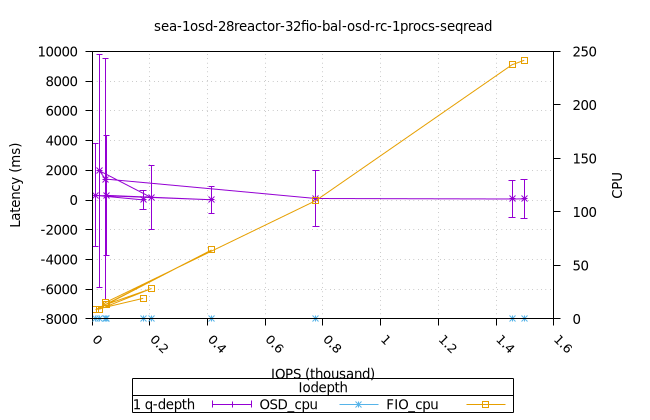 sea-1osd-28reactor-32fio-bal-osd-rc-1procs-seqread
10000
8000
6000
4000
2000
0
-2000
-4000
-6000
-8000
Latency (ms)
250
200
150
100
50
0
CPU
0 0.2 0.4 0.6 0.8 1 1.2 1.4 1.6
IOPS (thousand)
Iodepth
1 q-depth OSD_cpu FIO_cpu